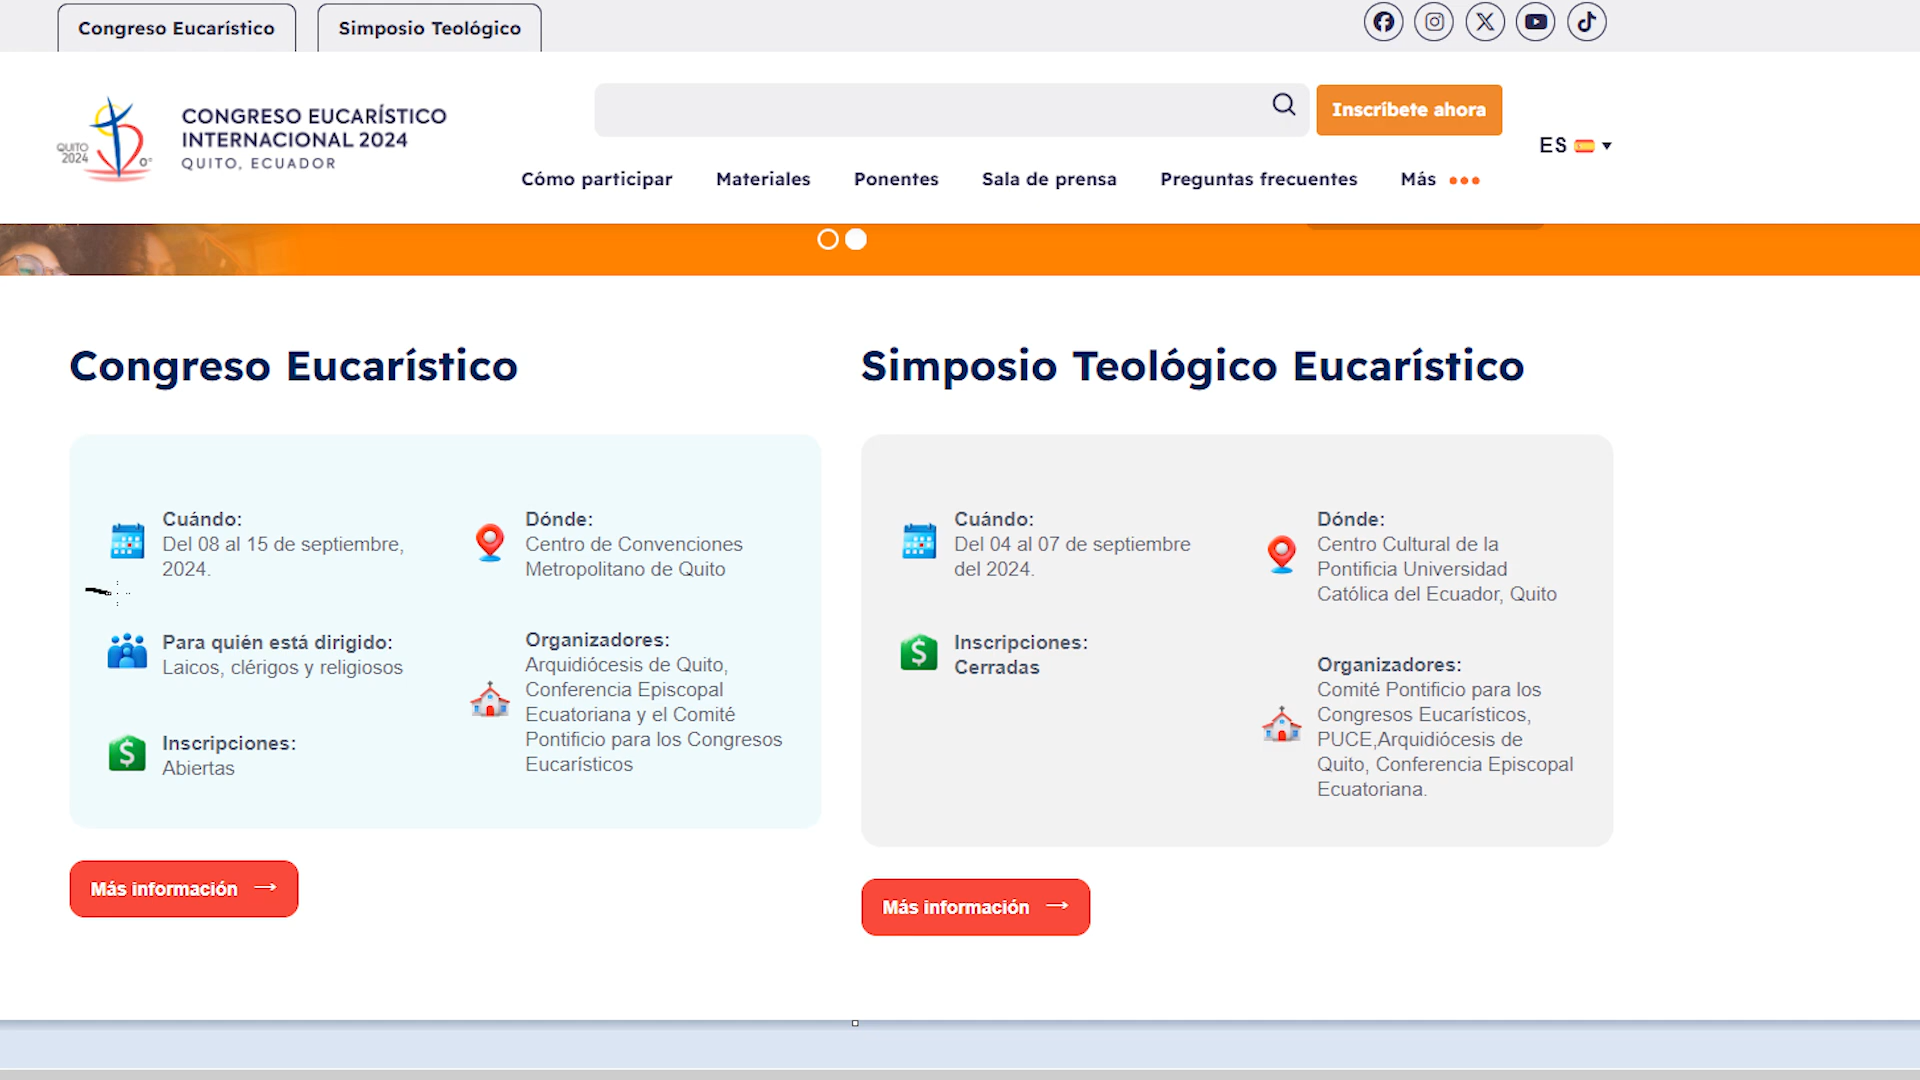 Congreso Eucarístico
Simposio Teológico
QUITO
2024
CONGRESO EUCARÍSTICO
INTERNACIONAL 2024
QUITO, ECUADOR
Inscríbete ahora
ES
Cómo participar
Materiales
Ponentes
Sala de prensa
Preguntas frecuentes
Más
Congreso Eucarístico
Cuándo:
Del 08 al 15 de septiembre,
2024.
Para quién está dirigido:
Laicos, clérigos y religiosos
Inscripciones:
Abiertas
Dónde:
Centro de Convenciones
Metropolitano de Quito
Organizadores:
Arquidiócesis de Quito,
Conferencia Episcopal
Ecuatoriana y el Comité
Pontificio para los Congresos
Eucarísticos
Más información
Simposio Teológico Eucarístico
Cuándo:
Del 04 al 07 de septiembre
del 2024.
Inscripciones:
Cerradas
Dónde:
Centro Cultural de la
Pontificia Universidad
Católica del Ecuador, Quito
Organizadores:
Comité Pontificio para los
Congresos Eucarísticos,
PUCE,Arquidiócesis de
Quito, Conferencia Episcopal
Ecuatoriana.
Más información